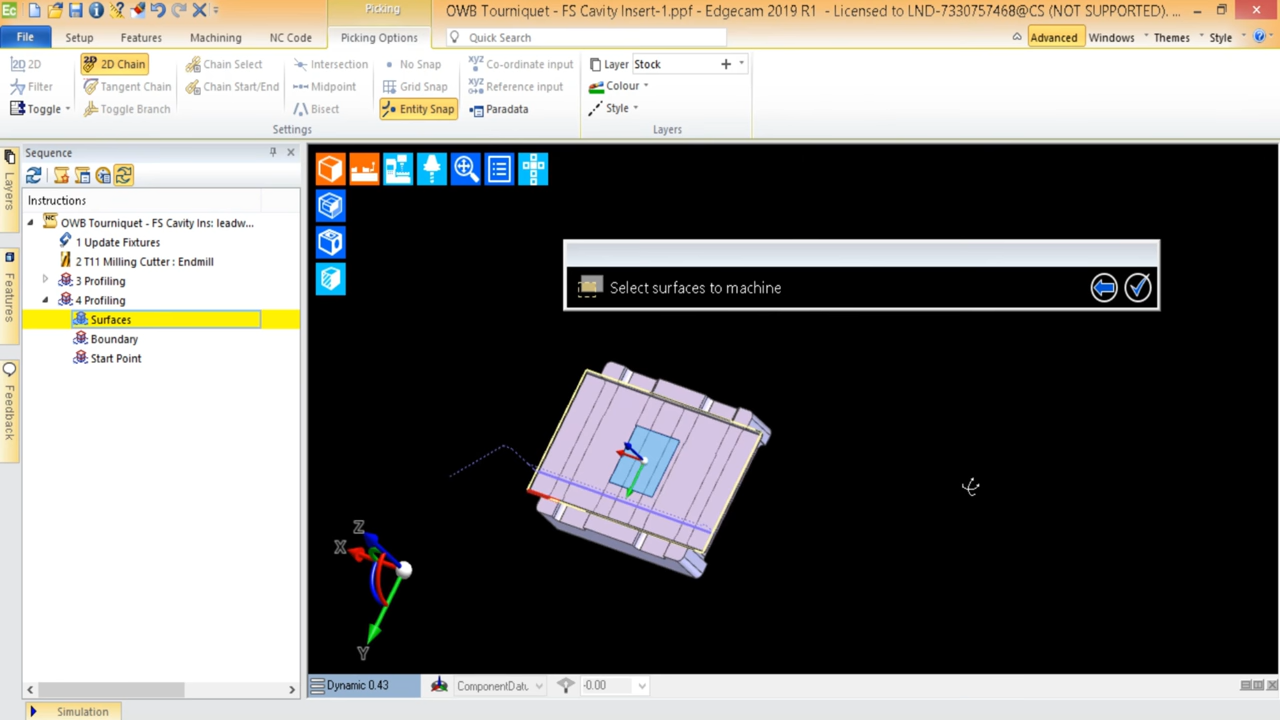 Ec
Picking
OWB Tourniquet - FS Cavity Insert-1.ppf - Edgecam 2019 R1 - Licensed to LND-7330757468@CS (NOT SUPPORTED). ...
File
Setup
Features
Machining
NC Code
Picking Options
Quick Search
Advanced
Windows
Themes
Style
2D
2D Chain
Chain Select
Intersection
No Snap
Co-ordinate input
Layer
Stock
Filter
Tangent Chain
Chain Start/End
Midpoint
Grid Snap
Reference input
Colour
Toggle
Toggle Branch
Bisect
Entity Snap
Paradata
Style
Settings
Layers
Sequence
Layers
Features
Feedback
Instructions
OWB Tourniquet - FS Cavity Ins: leadw...
1 Update Fixtures
2 T11 Milling Cutter : Endmill
3 Profiling
4 Profiling
Surfaces
Boundary
Start Point
Select surfaces to machine
Z
X
Y
Dynamic 0.43
ComponentDatu
-0.00
Simulation